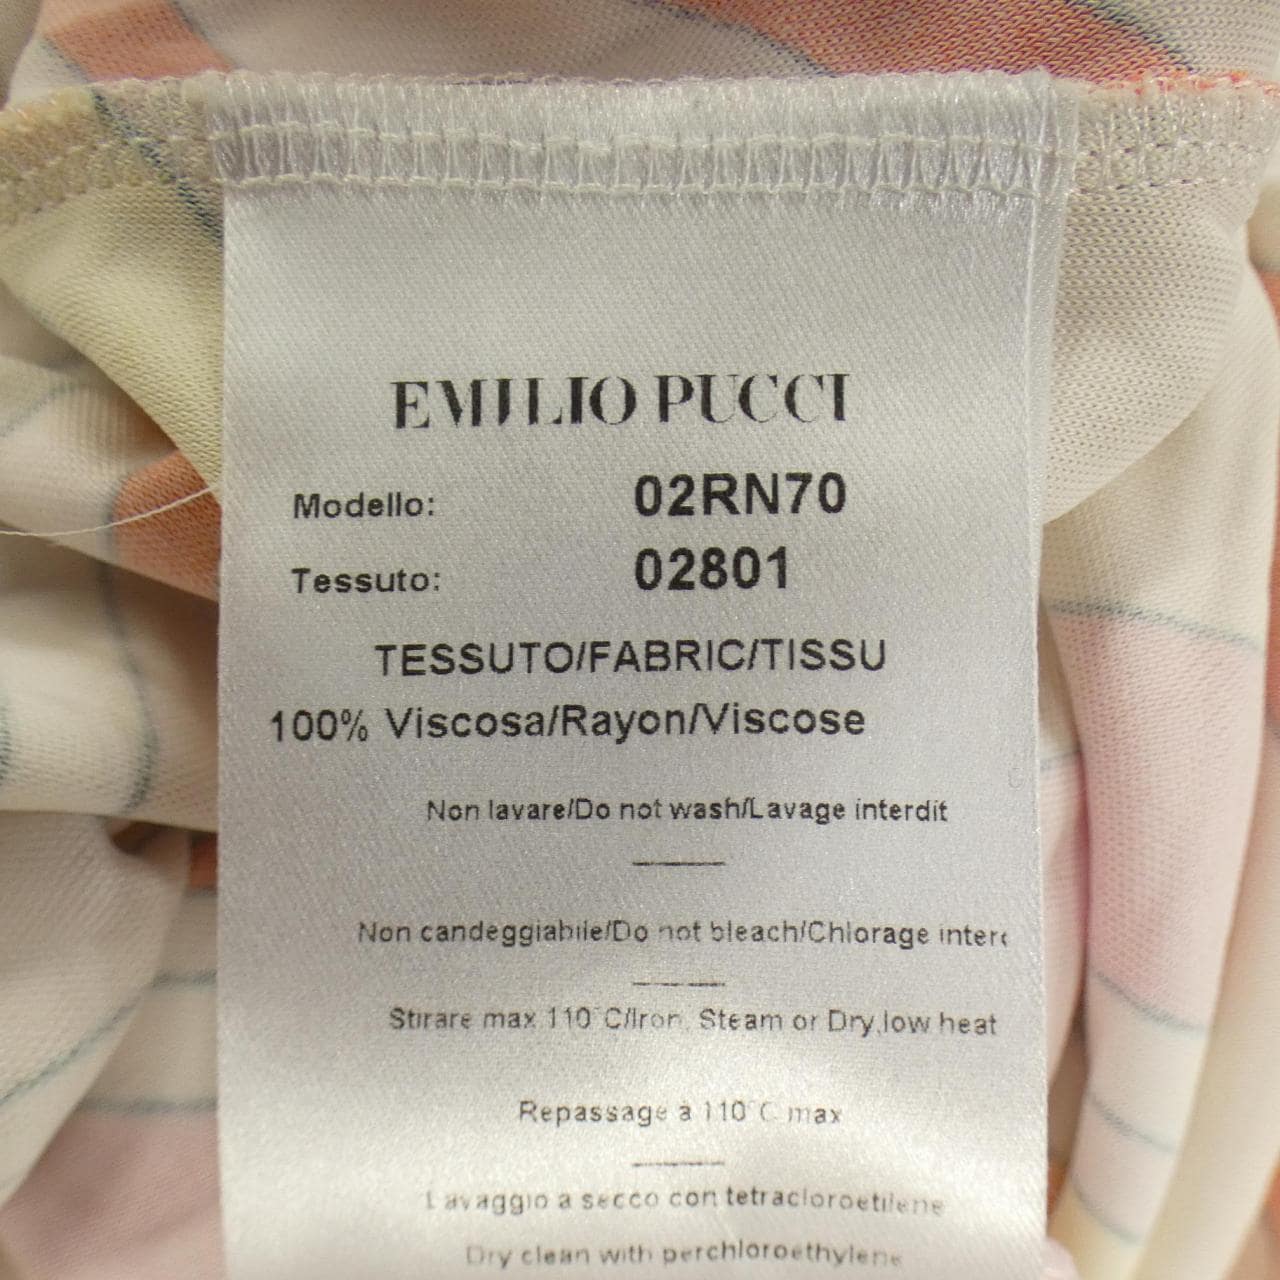 EMILIO PUCCI
Modello: 02RN70
Tessuto: 02801
TESSUTO/FABRIC/TISSU
100% Viscosa/Rayon/Viscose
Non lavare/Do not wash/Lavage interdit
Non candeggiabile/Do not bleach/Chlorage inter
Stirare max 110°C/Iron, Steam or Dry,low heat
Repassage à 110°C max
Lavaggio a secco con tetracloroetilene
Dry clean with perchloroethylene